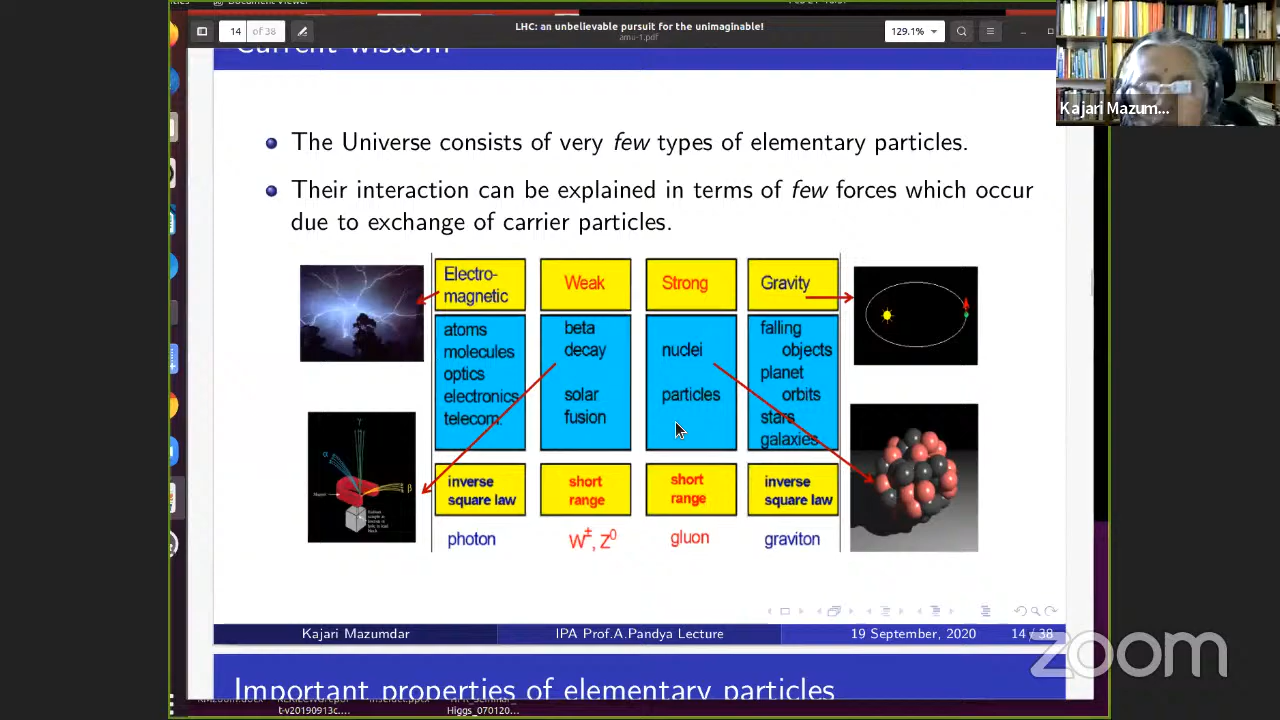 Document Viewer
LHC: an unbelievable pursuit for the unimaginable!
amu-1.pdf
14 of 38
129.1%
Current wisdom
Kajari Mazum...
The Universe consists of very few types of elementary particles.
Their interaction can be explained in terms of few forces which occur
due to exchange of carrier particles.
Electro-
magnetic
Weak
Strong
Gravity
atoms
molecules
optics
electronics
telecom.
beta
decay
solar
fusion
nuclei
particles
falling
objects
planet
orbits
stars
galaxies
inverse
square law
short
range
short
range
inverse
square law
photon
W±, Z0
gluon
graviton
α
γ
β
Kajari Mazumdar
IPA Prof.A.Pandya Lecture
19 September, 2020
14 / 38
zoom
Important properties of elementary particles
t-v20190913c....
Higgs_070120...